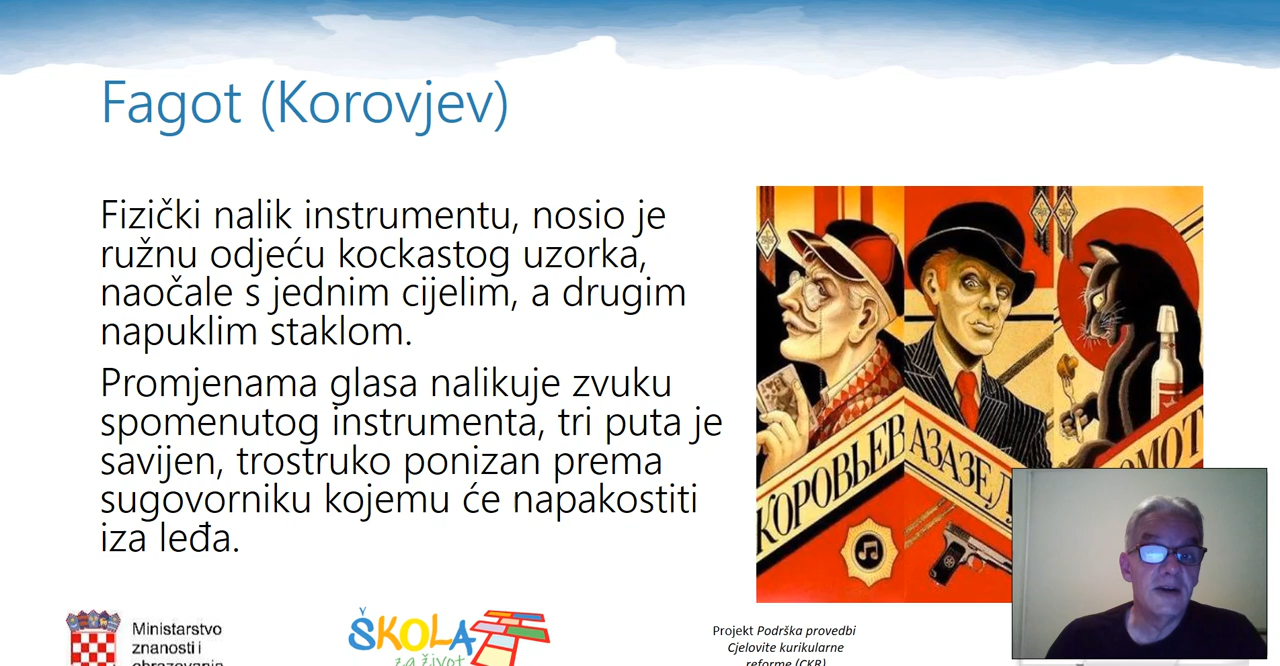 Fagot (Korovjev)
Fizički nalik instrumentu, nosio je
ružnu odjeću kockastog uzorka,
naočale s jednim cijelim, a drugim
napuklim staklom.
Promjenama glasa nalikuje zvuku
spomenutog instrumenta, tri puta je
savijen, trostruko ponizan prema
sugovorniku kojemu će napakostiti
iza leđa.
КОРОВЬЕВ
АЗАЗЕЛ
ОМОТ
Ministarstvo
znanosti i
obrazovanja
ŠKOLA
za život
Projekt Podrška provedbi
Cjelovite kurikularne
reforme (CKR)